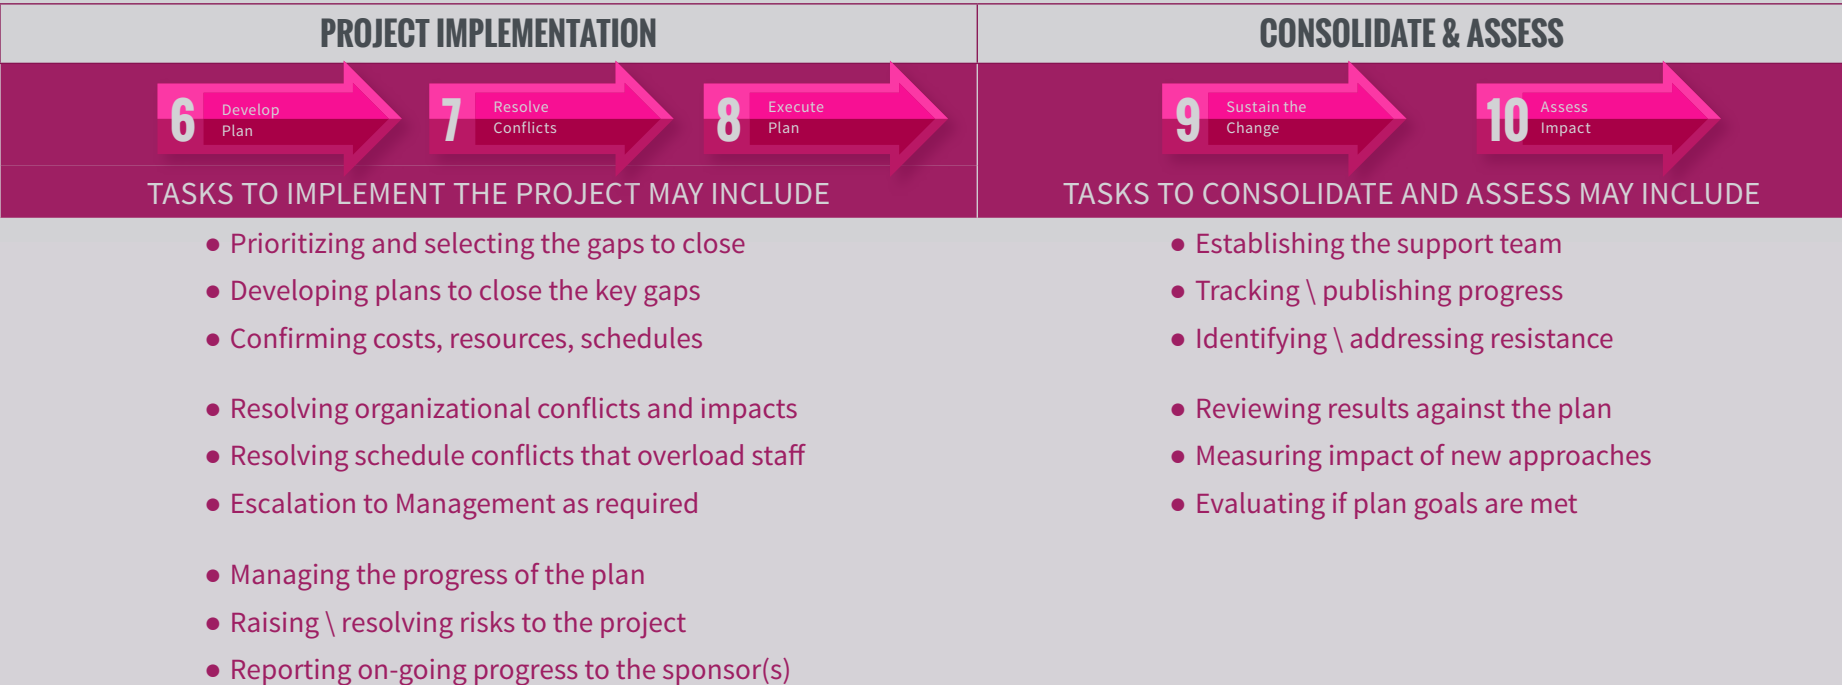 PROJECT IMPLEMENTATION
CONSOLIDATE & ASSESS
6 Develop
Plan
7 Resolve
Conflicts
8 Execute
Plan
9 Sustain the
Change
10 Assess
Impact
TASKS TO IMPLEMENT THE PROJECT MAY INCLUDE
● Prioritizing and selecting the gaps to close
● Developing plans to close the key gaps
● Confirming costs, resources, schedules
● Resolving organizational conflicts and impacts
● Resolving schedule conflicts that overload staff
● Escalation to Management as required
● Managing the progress of the plan
● Raising \ resolving risks to the project
● Reporting on-going progress to the sponsor(s)
TASKS TO CONSOLIDATE AND ASSESS MAY INCLUDE
● Establishing the support team
● Tracking \ publishing progress
● Identifying \ addressing resistance
● Reviewing results against the plan
● Measuring impact of new approaches
● Evaluating if plan goals are met